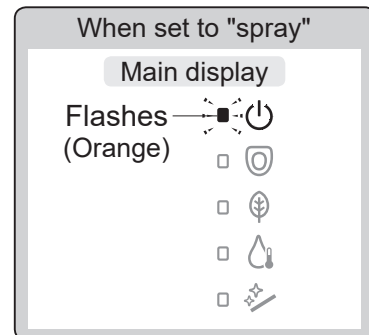 When set to "spray"
Main display
Flashes
(Orange)